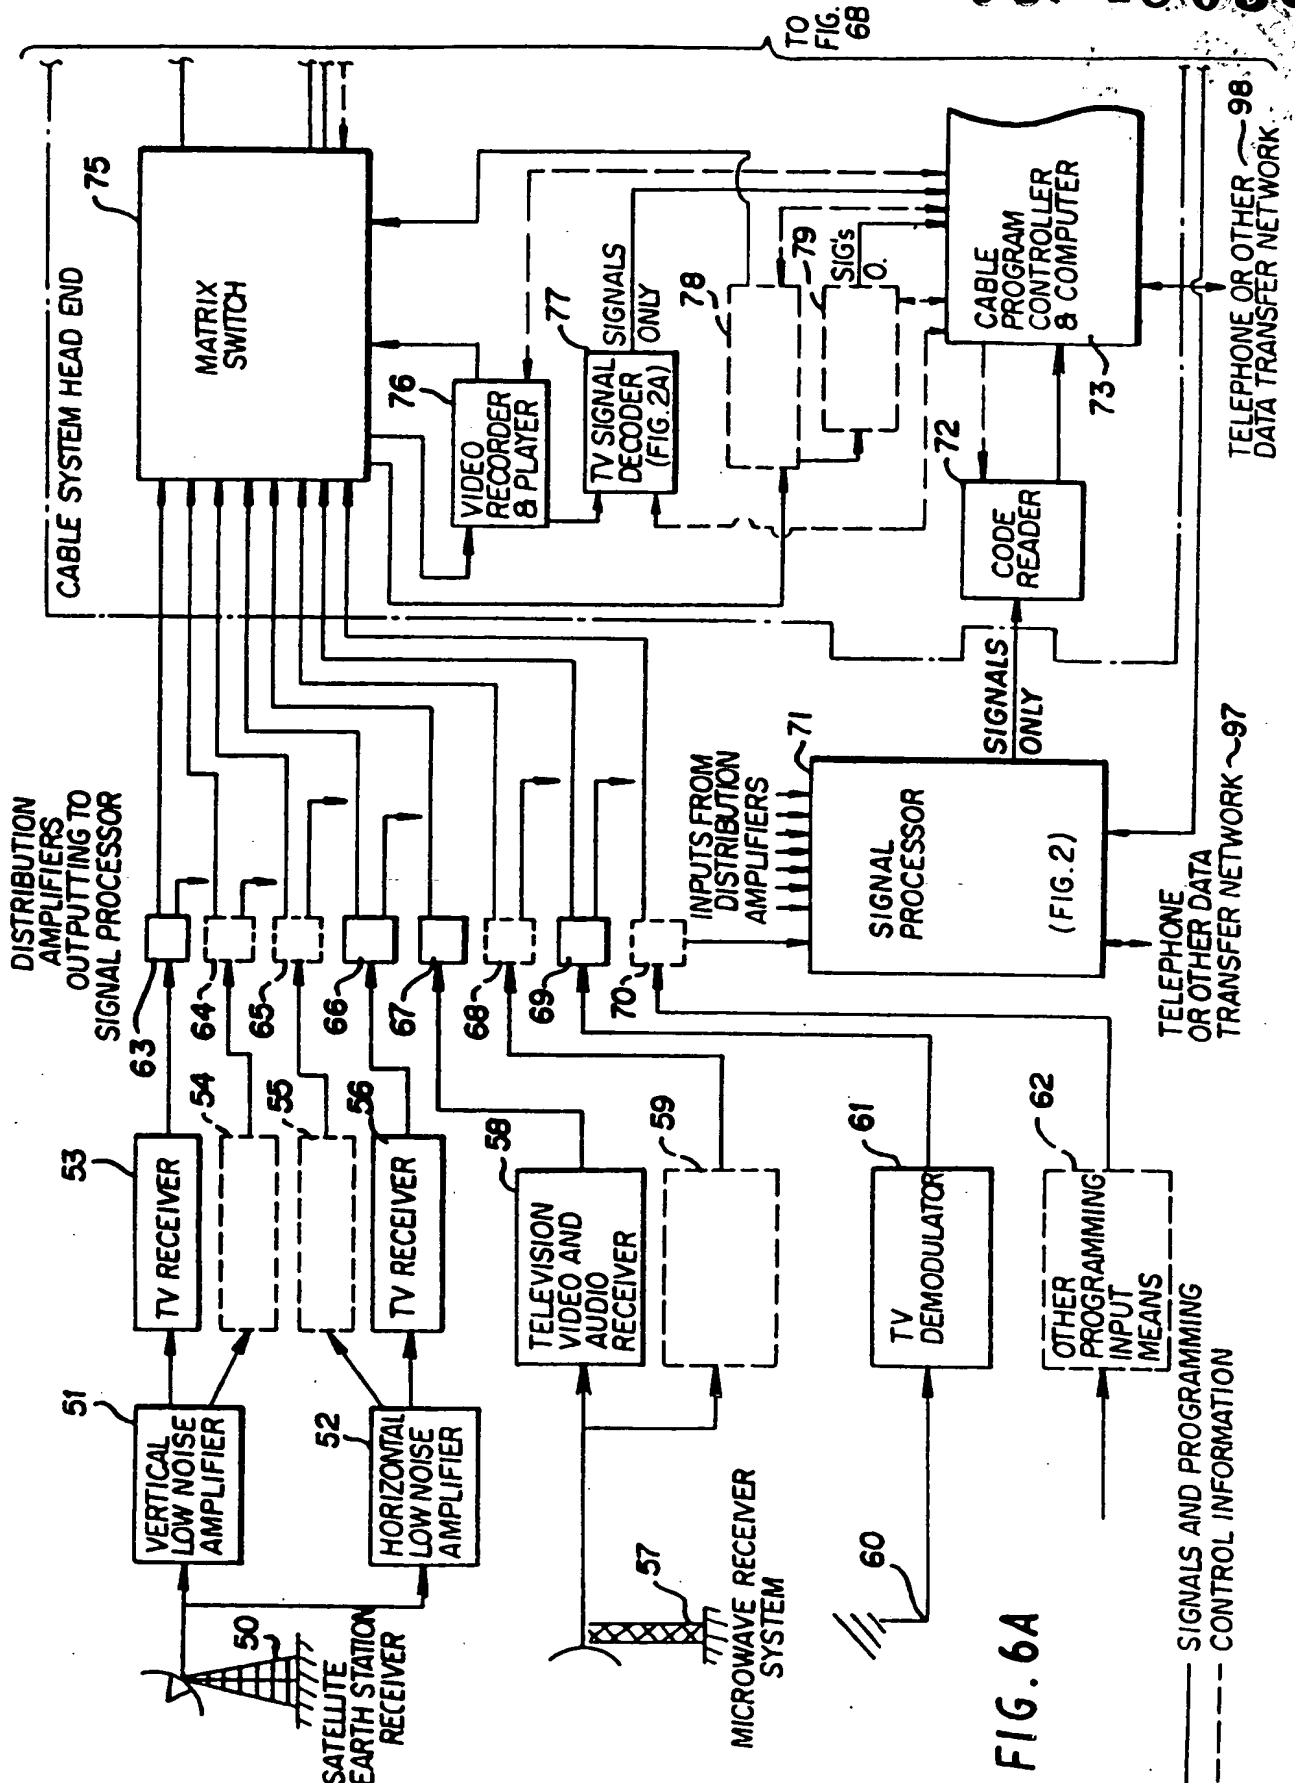 CABLE SYSTEM HEAD END
75
MATRIX
SWITCH
TO
FIG.
6B
DISTRIBUTION
AMPLIFIERS
OUTPUTTING TO
SIGNAL PROCESSOR
63
64
65
66
67
68
69
70
76
VIDEO
RECORDER
& PLAYER
77
TV SIGNAL
DECODER
(FIG. 2A)
SIGNALS
ONLY
78
79
SIG'S
O.
CABLE
PROGRAM
CONTROLLER
& COMPUTER
73
72
CODE
READER
TELEPHONE OR OTHER
DATA TRANSFER NETWORK
98
SIGNALS
ONLY
71
INPUTS FROM
DISTRIBUTION
AMPLIFIERS
SIGNAL
PROCESSOR
(FIG. 2)
TELEPHONE
OR OTHER DATA
TRANSFER NETWORK
97
51
VERTICAL
LOW NOISE
AMPLIFIER
53
TV RECEIVER
54
55
56
TV RECEIVER
52
HORIZONTAL
LOW NOISE
AMPLIFIER
50
SATELLITE
EARTH STATION
RECEIVER
58
TELEVISION
VIDEO AND
AUDIO
RECEIVER
59
57
MICROWAVE RECEIVER
SYSTEM
60
61
TV
DEMODULATOR
62
OTHER
PROGRAMMING
INPUT
MEANS
FIG. 6A
SIGNALS AND PROGRAMMING
CONTROL INFORMATION